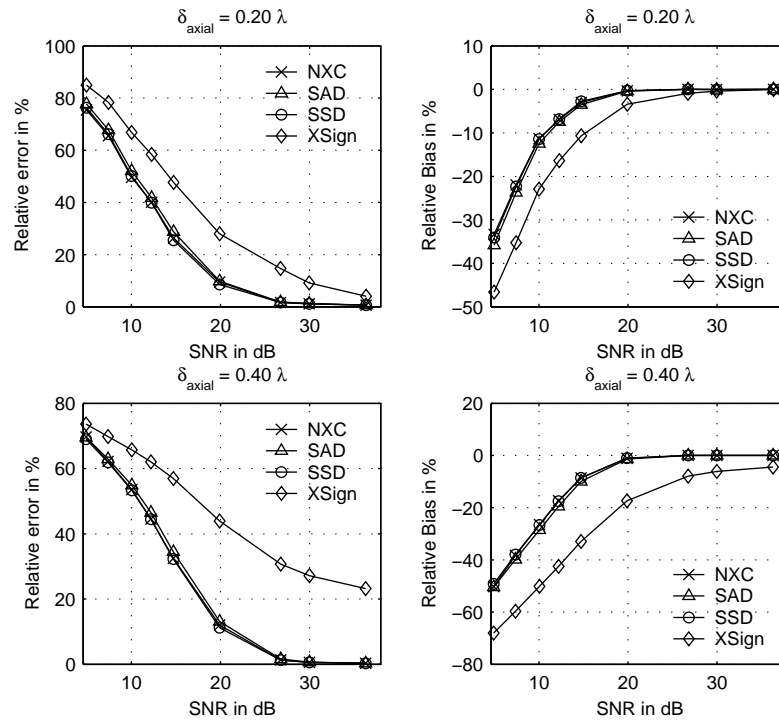 δaxial = 0.20 λ
100
80
60
40
20
0
Relative error in %
NXC
SAD
SSD
XSign
10
20
30
SNR in dB
δaxial = 0.20 λ
10
0
−10
−20
−30
−40
−50
Relative Bias in %
NXC
SAD
SSD
XSign
10
20
30
SNR in dB
δaxial = 0.40 λ
80
60
40
20
0
Relative error in %
NXC
SAD
SSD
XSign
10
20
30
SNR in dB
δaxial = 0.40 λ
20
0
−20
−40
−60
−80
Relative Bias in %
NXC
SAD
SSD
XSign
10
20
30
SNR in dB